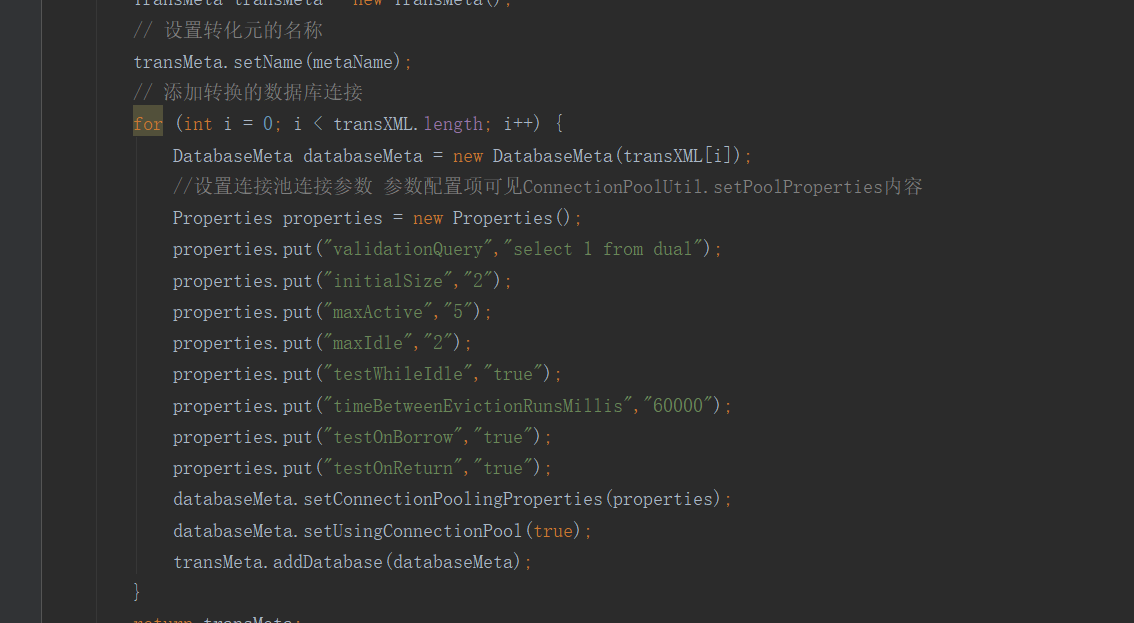 TransMeta transMeta = new TransMeta();
// 设置转化元的名称
transMeta.setName(metaName);
// 添加转换的数据库连接
for (int i = 0; i < transXML.length; i++) {
DatabaseMeta databaseMeta = new DatabaseMeta(transXML[i]);
//设置连接池连接参数 参数配置项可见ConnectionPoolUtil.setPoolProperties内容
Properties properties = new Properties();
properties.put("validationQuery","select 1 from dual");
properties.put("initialSize","2");
properties.put("maxActive","5");
properties.put("maxIdle","2");
properties.put("testWhileIdle","true");
properties.put("timeBetweenEvictionRunsMillis","60000");
properties.put("testOnBorrow","true");
properties.put("testOnReturn","true");
databaseMeta.setConnectionPoolingProperties(properties);
databaseMeta.setUsingConnectionPool(true);
transMeta.addDatabase(databaseMeta);
}
return transMeta;